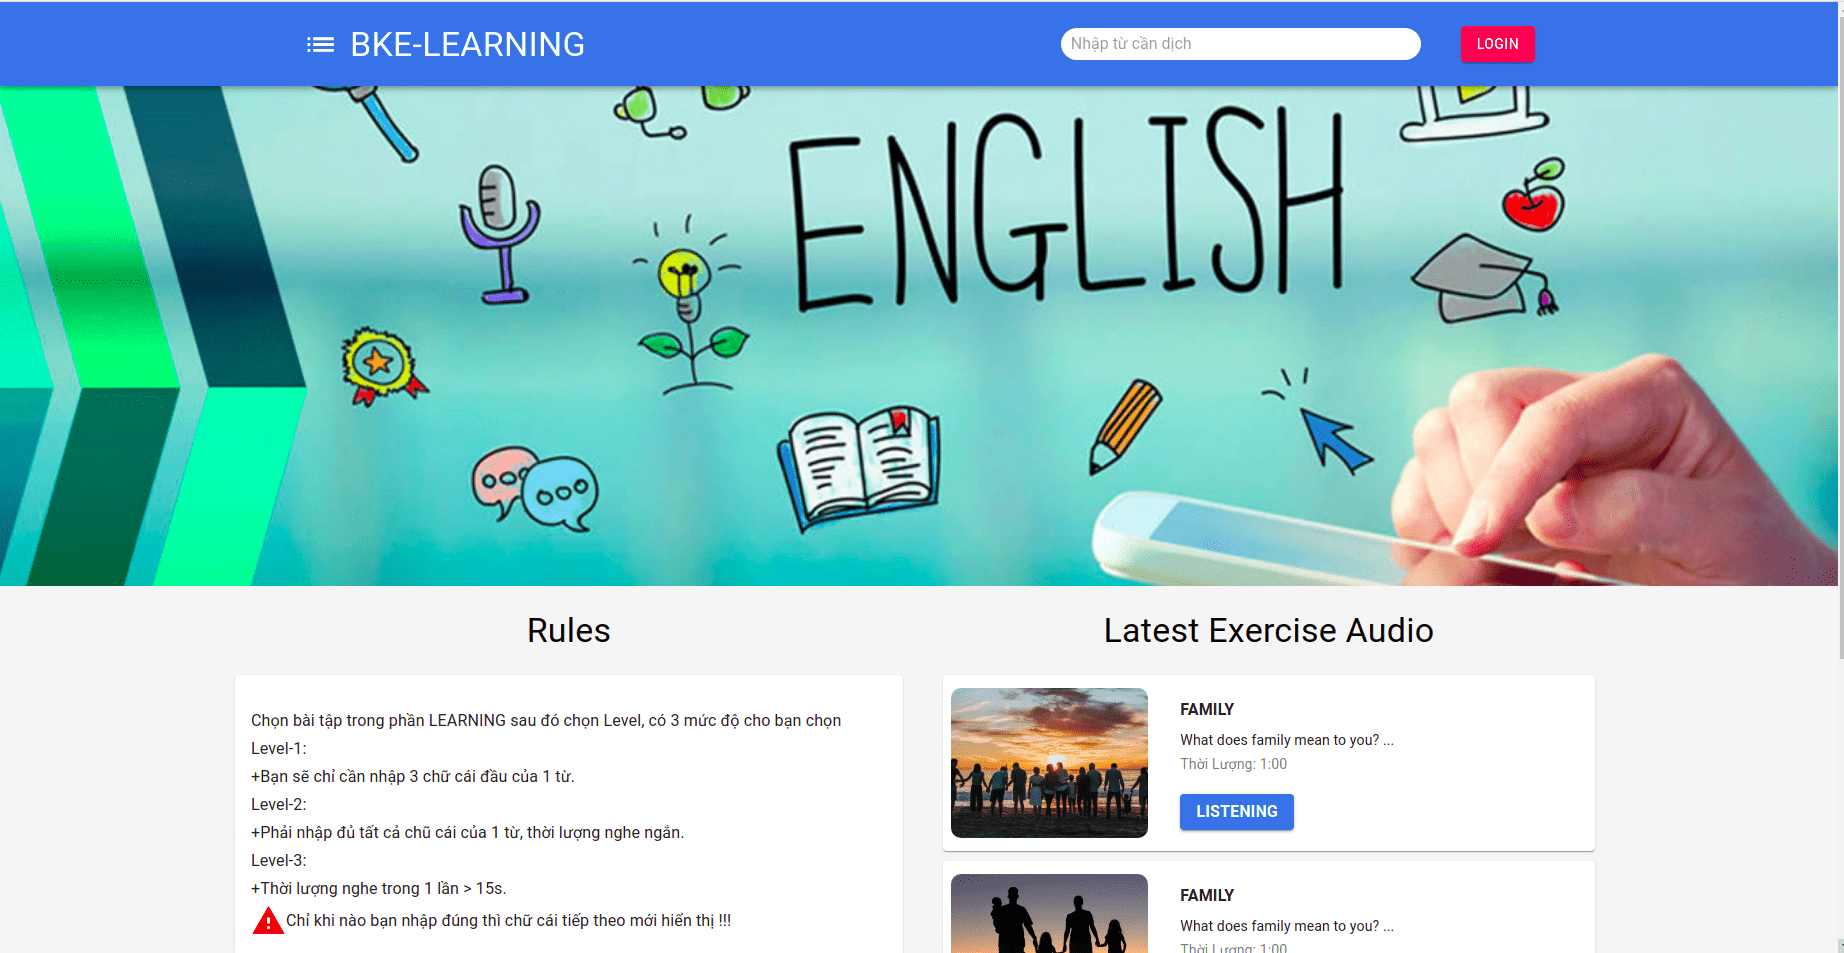 BKE-LEARNING
Nhập từ cần dịch
LOGIN
ENGLISH
Rules
Chọn bài tập trong phần LEARNING sau đó chọn Level, có 3 mức độ cho bạn chọn
Level-1:
+Bạn sẽ chỉ cần nhập 3 chữ cái đầu của 1 từ.
Level-2:
+Phải nhập đủ tất cả chũ cái của 1 từ, thời lượng nghe ngắn.
Level-3:
+Thời lượng nghe trong 1 lần > 15s.
Chỉ khi nào bạn nhập đúng thì chữ cái tiếp theo mới hiển thị !!!
Latest Exercise Audio
FAMILY
What does family mean to you? ...
Thời Lượng: 1:00
LISTENING
FAMILY
What does family mean to you? ...
Thời Lượng: 1:00